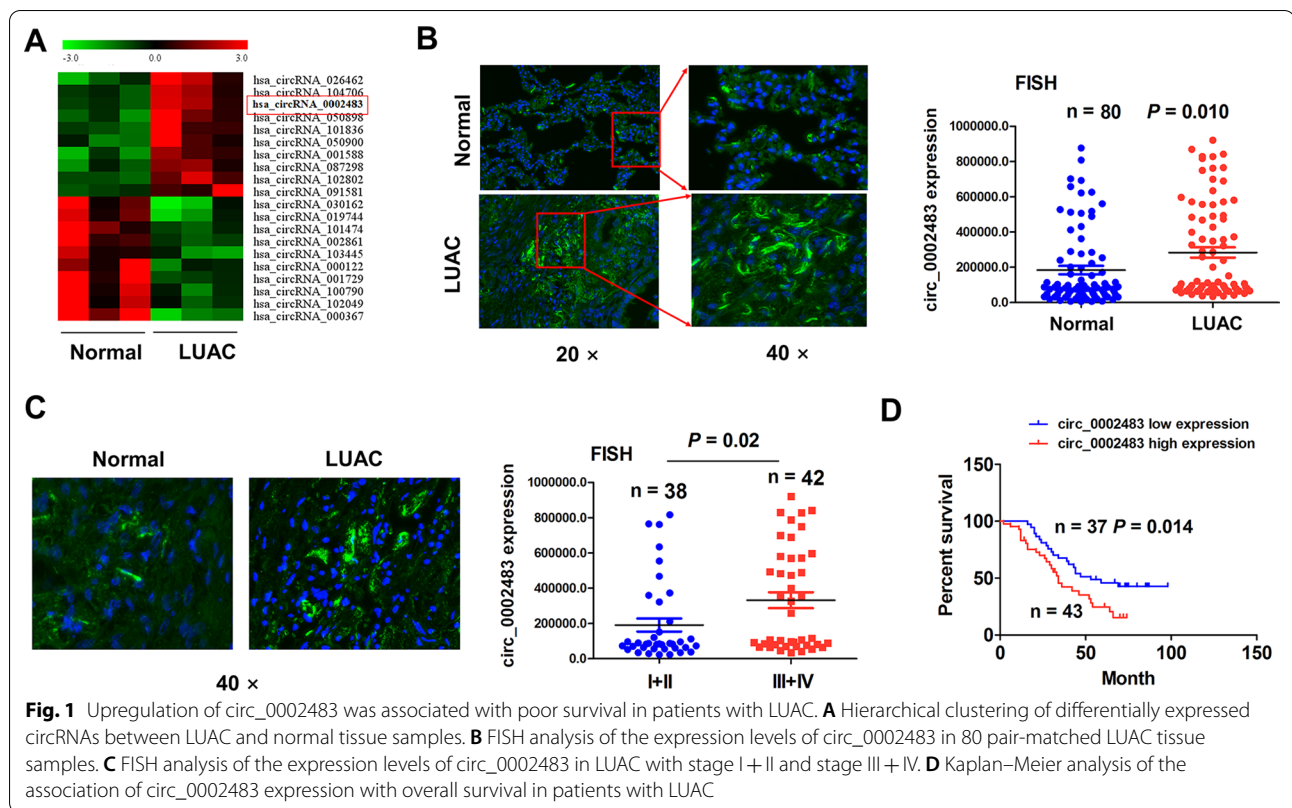 A
-3.0 0.0 3.0
hsa_circRNA_026462
hsa_circRNA_104706
hsa_circRNA_0002483
hsa_circRNA_050898
hsa_circRNA_101836
hsa_circRNA_050900
hsa_circRNA_001588
hsa_circRNA_087298
hsa_circRNA_102802
hsa_circRNA_091581
hsa_circRNA_030162
hsa_circRNA_019744
hsa_circRNA_101474
hsa_circRNA_002861
hsa_circRNA_103445
hsa_circRNA_000122
hsa_circRNA_001729
hsa_circRNA_100790
hsa_circRNA_102049
hsa_circRNA_000367
Normal LUAC
B
Normal
LUAC
20 × 40 ×
FISH
n = 80 P = 0.010
circ_0002483 expression
1000000.0
800000.0
600000.0
400000.0
200000.0
0.0
Normal LUAC
C
Normal LUAC
40 ×
FISH
P = 0.02
n = 38 n = 42
circ_0002483 expression
1000000.0
800000.0
600000.0
400000.0
200000.0
0.0
I+II III+IV
D
circ_0002483 low expression
circ_0002483 high expression
Percent survival
150
100
50
0
n = 37 P = 0.014
n = 43
0 50 100 150
Month
Fig. 1 Upregulation of circ_0002483 was associated with poor survival in patients with LUAC. A Hierarchical clustering of differentially expressed
circRNAs between LUAC and normal tissue samples. B FISH analysis of the expression levels of circ_0002483 in 80 pair-matched LUAC tissue
samples. C FISH analysis of the expression levels of circ_0002483 in LUAC with stage I + II and stage III + IV. D Kaplan–Meier analysis of the
association of circ_0002483 expression with overall survival in patients with LUAC